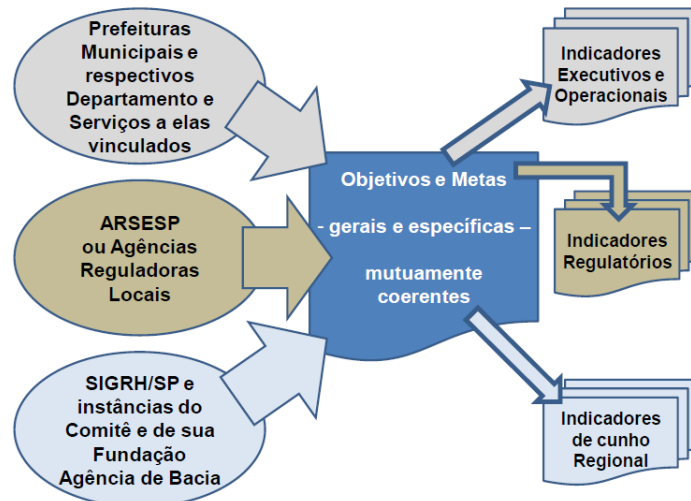 Prefeituras
Municipais e
respectivos
Departamento e
Serviços a elas
vinculados
ARSESP
ou Agências
Reguladoras
Locais
SIGRH/SP e
instâncias do
Comitê e de sua
Fundação
Agência de Bacia
Objetivos e Metas
- gerais e específicas –
mutuamente
coerentes
Indicadores
Executivos e
Operacionais
Indicadores
Regulatórios
Indicadores
de cunho
Regional